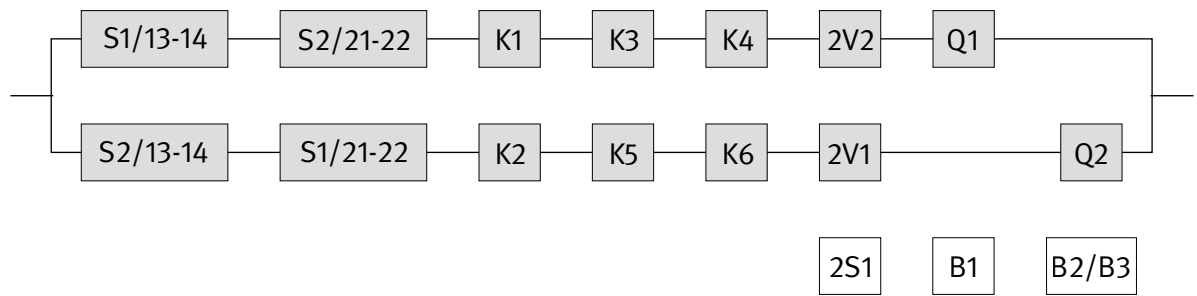 S1/13-14 S2/21-22 K1 K3 K4 2V2 Q1
S2/13-14 S1/21-22 K2 K5 K6 2V1 Q2
2S1 B1 B2/B3